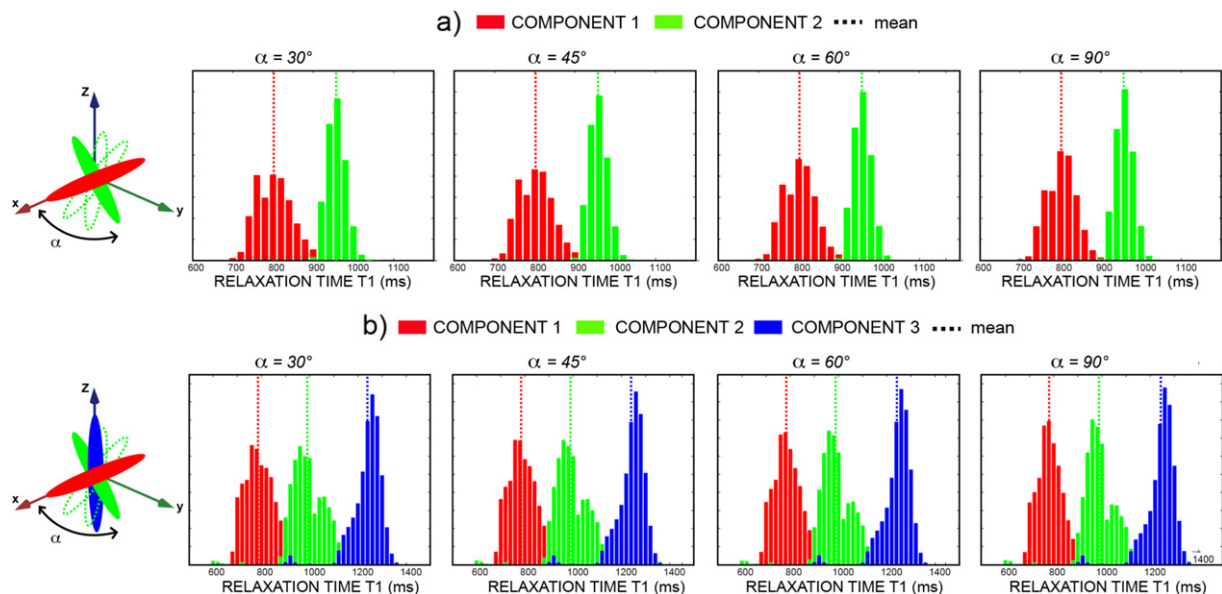 a) COMPONENT 1 COMPONENT 2 mean
α = 30° α = 45° α = 60° α = 90°
z
x
y
α
600 700 800 900 1000 1100 600 700 800 900 1000 1100 600 700 800 900 1000 1100 600 700 800 900 1000 1100
RELAXATION TIME T1 (ms) RELAXATION TIME T1 (ms) RELAXATION TIME T1 (ms) RELAXATION TIME T1 (ms)
b) COMPONENT 1 COMPONENT 2 COMPONENT 3 mean
α = 30° α = 45° α = 60° α = 90°
z
x
y
α
600 800 1000 1200 1400 600 800 1000 1200 1400 600 800 1000 1200 1400 600 800 1000 1200 1400
RELAXATION TIME T1 (ms) RELAXATION TIME T1 (ms) RELAXATION TIME T1 (ms) RELAXATION TIME T1 (ms)